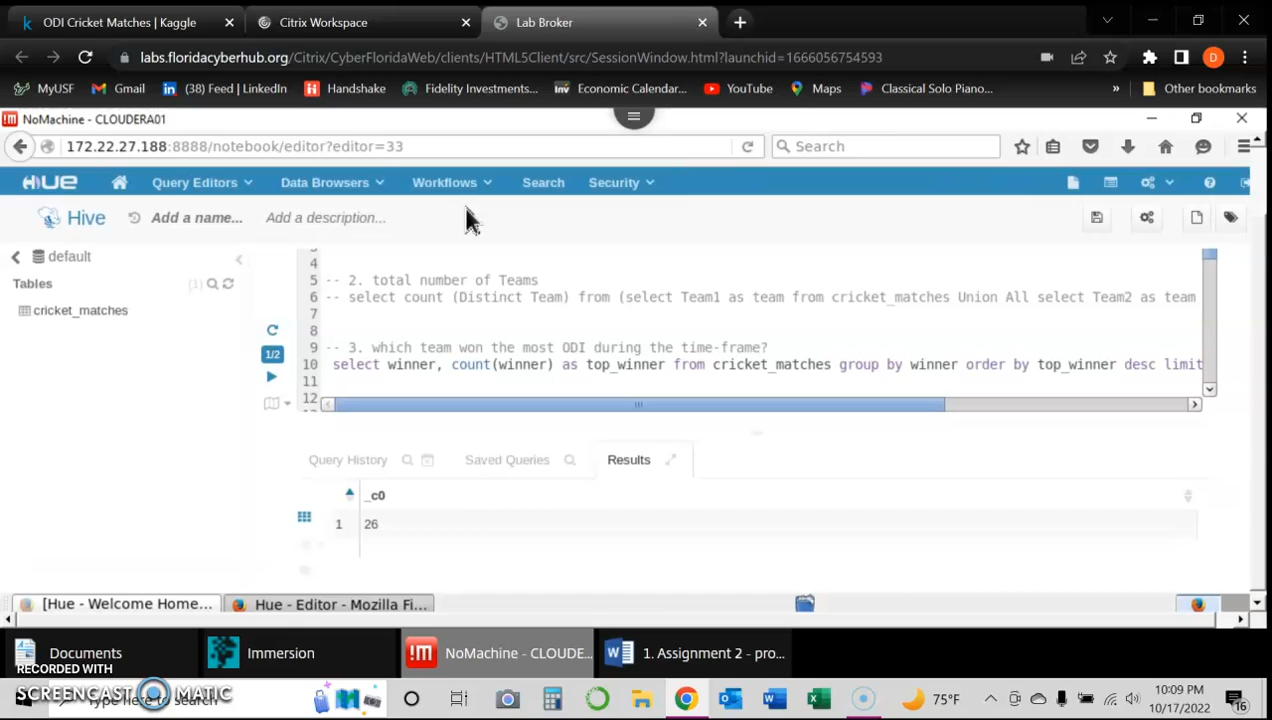 ODI Cricket Matches | Kaggle
Citrix Workspace
Lab Broker
labs.floridacyberhub.org/Citrix/CyberFloridaWeb/clients/HTML5Client/src/SessionWindow.html?launchid=1666056754593
D
MyUSF
Gmail
(38) Feed | LinkedIn
Handshake
Fidelity Investments...
Economic Calendar...
YouTube
Maps
Classical Solo Piano...
» Other bookmarks
NoMachine - CLOUDERA01
172.22.27.188:8888/notebook/editor?editor=33
Search
HUE
Query Editors
Data Browsers
Workflows
Search
Security
Hive
Add a name...
Add a description...
default
Tables
(1)
cricket_matches
1/2
4
5 -- 2. total number of Teams
6 -- select count (Distinct Team) from (select Team1 as team from cricket_matches Union All select Team2 as team
7
8
9 -- 3. which team won the most ODI during the time-frame?
10 select winner, count(winner) as top_winner from cricket_matches group by winner order by top_winner desc limit
11
12
Query History
Saved Queries
Results
_c0
1 26
[Hue - Welcome Home...
Hue - Editor - Mozilla Fi...
Documents
Immersion
NoMachine - CLOUDE...
1. Assignment 2 - pro...
RECORDED WITH
SCREENCAST MATIC
Type here to search
75°F
10:09 PM
10/17/2022
16